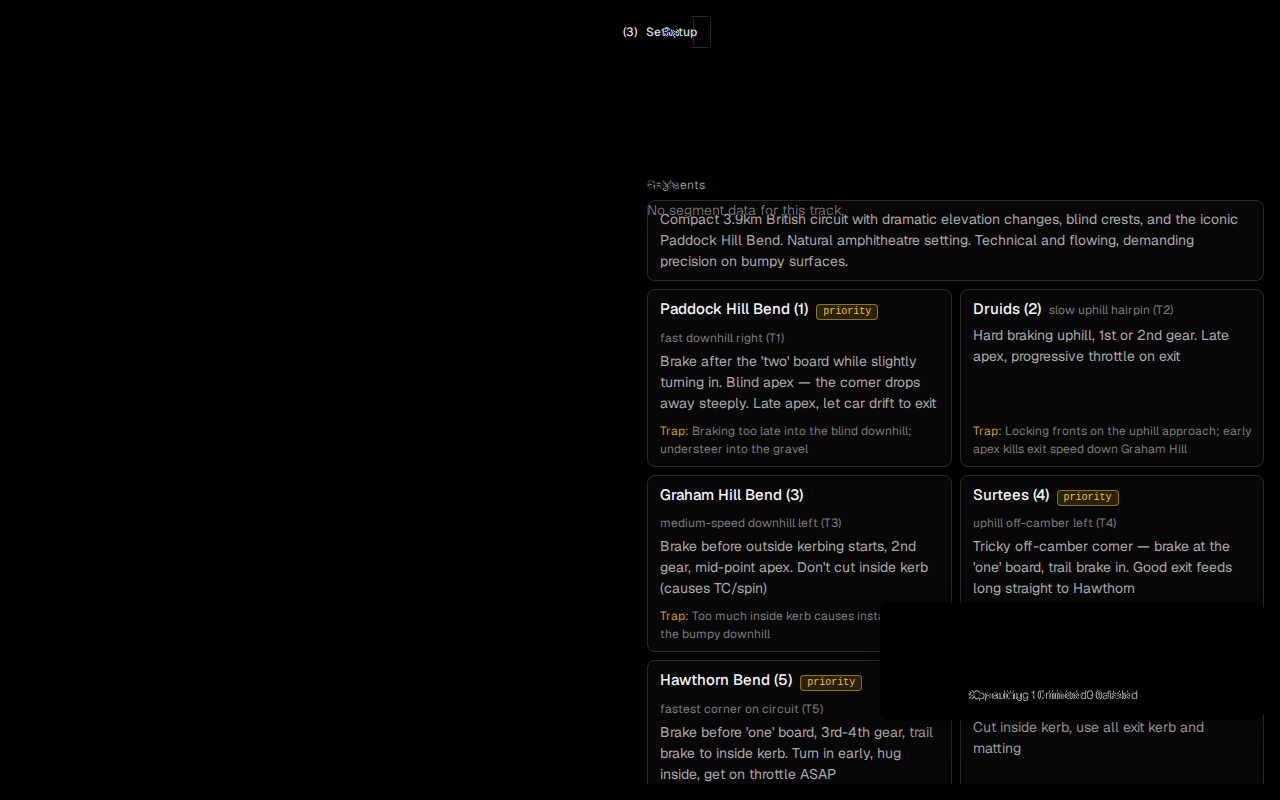 (3)
No segment data for this track
Compact 3.9km British circuit with dramatic elevation changes, blind crests, and the iconic
Paddock Hill Bend. Natural amphitheatre setting. Technical and flowing, demanding
precision on bumpy surfaces.
Paddock Hill Bend (1) priority
fast downhill right (T1)
Brake after the 'two' board while slightly
turning in. Blind apex — the corner drops
away steeply. Late apex, let car drift to exit
Trap: Braking too late into the blind downhill;
understeer into the gravel
Druids (2) slow uphill hairpin (T2)
Hard braking uphill, 1st or 2nd gear. Late
apex, progressive throttle on exit
Trap: Locking fronts on the uphill approach; early
apex kills exit speed down Graham Hill
Graham Hill Bend (3)
medium-speed downhill left (T3)
Brake before outside kerbing starts, 2nd
gear, mid-point apex. Don't cut inside kerb
(causes TC/spin)
Trap: Too much inside kerb causes
the bumpy downhill
Surtees (4) priority
uphill off-camber left (T4)
Tricky off-camber corner — brake at the
'one' board, trail brake in. Good exit feeds
long straight to Hawthorn
Hawthorn Bend (5) priority
fastest corner on circuit (T5)
Brake before 'one' board, 3rd-4th gear, trail
brake to inside kerb. Turn in early, hug
inside, get on throttle ASAP
Cut inside kerb, use all exit kerb and
matting